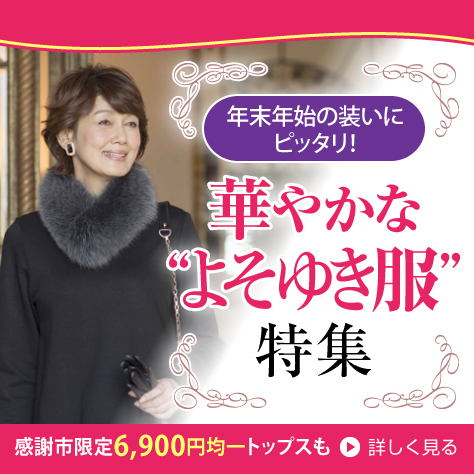 年末年始の装いに
ピッタリ!
華やかな
“よそゆき服”
特集
感謝市限定6,900円均一トップスも 詳しく見る